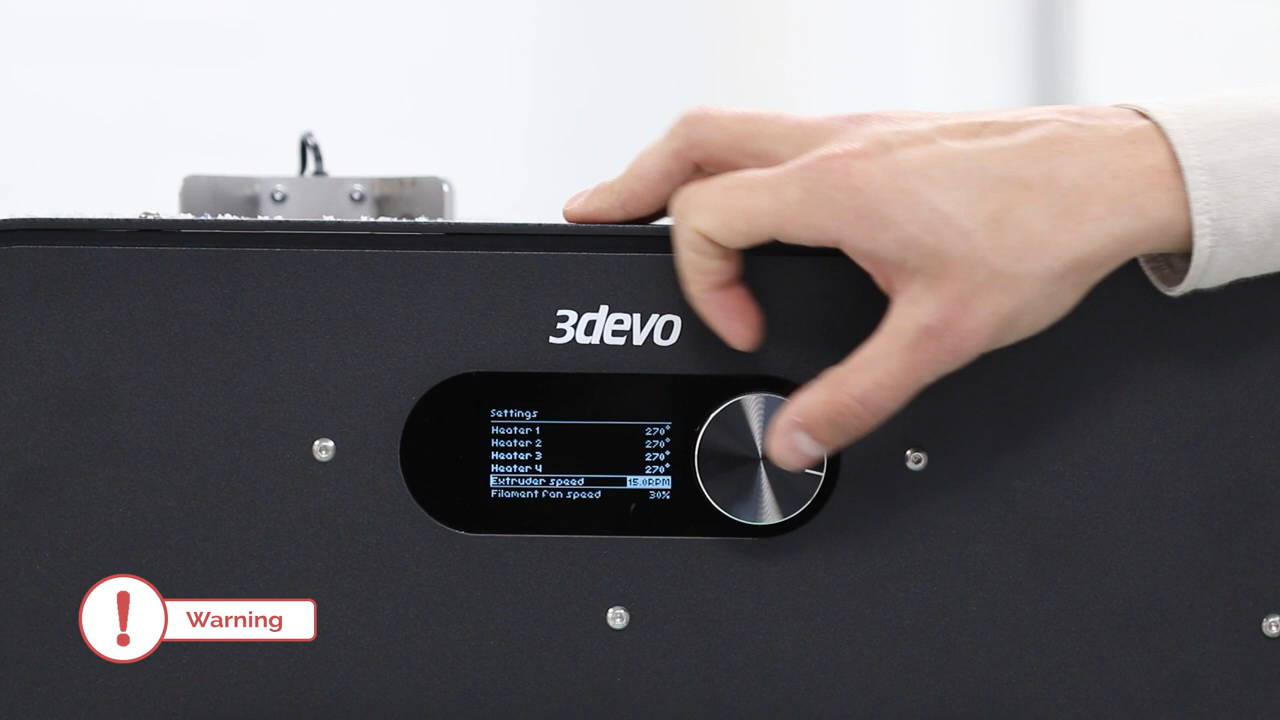 3devo
Settings
Heater 1 270°
Heater 2 270°
Heater 3 270°
Heater 4 270°
Extruder speed 15.0RPM
Filament fan speed 30%
! Warning